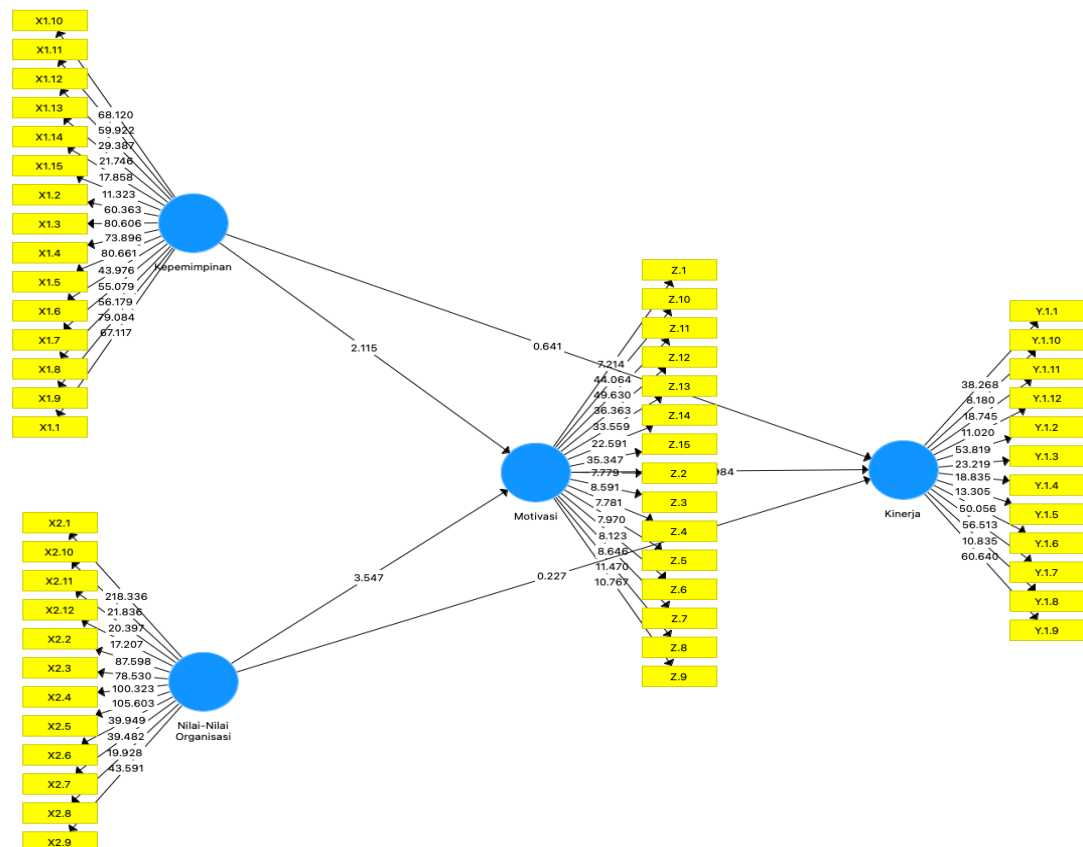 X1.10
X1.11
X1.12
X1.13
X1.14
X1.15
X1.2
X1.3
X1.4
X1.5
X1.6
X1.7
X1.8
X1.9
X1.1
68.120
59.922
29.387
21.746
17.858
11.323
60.363
80.606
73.896
80.661
43.976
55.079
56.179
79.084
67.117
Kepemimpinan
2.115
0.641
X2.1
X2.10
X2.11
X2.12
X2.2
X2.3
X2.4
X2.5
X2.6
X2.7
X2.8
X2.9
218.336
21.836
20.397
17.207
87.598
78.530
100.323
105.603
39.949
39.482
19.928
43.591
Nilai-Nilai
Organisasi
3.547
0.227
Motivasi
7.214
44.064
49.630
36.363
33.559
22.591
35.347
7.779
8.591
7.781
7.970
8.123
8.646
11.470
10.767
Z.1
Z.10
Z.11
Z.12
Z.13
Z.14
Z.15
Z.2
Z.3
Z.4
Z.5
Z.6
Z.7
Z.8
Z.9
Kinerja
38.268
8.180
18.745
11.020
53.819
23.219
18.835
13.305
50.056
56.513
10.835
60.640
Y.1.1
Y.1.10
Y.1.11
Y.1.12
Y.1.2
Y.1.3
Y.1.4
Y.1.5
Y.1.6
Y.1.7
Y.1.8
Y.1.9